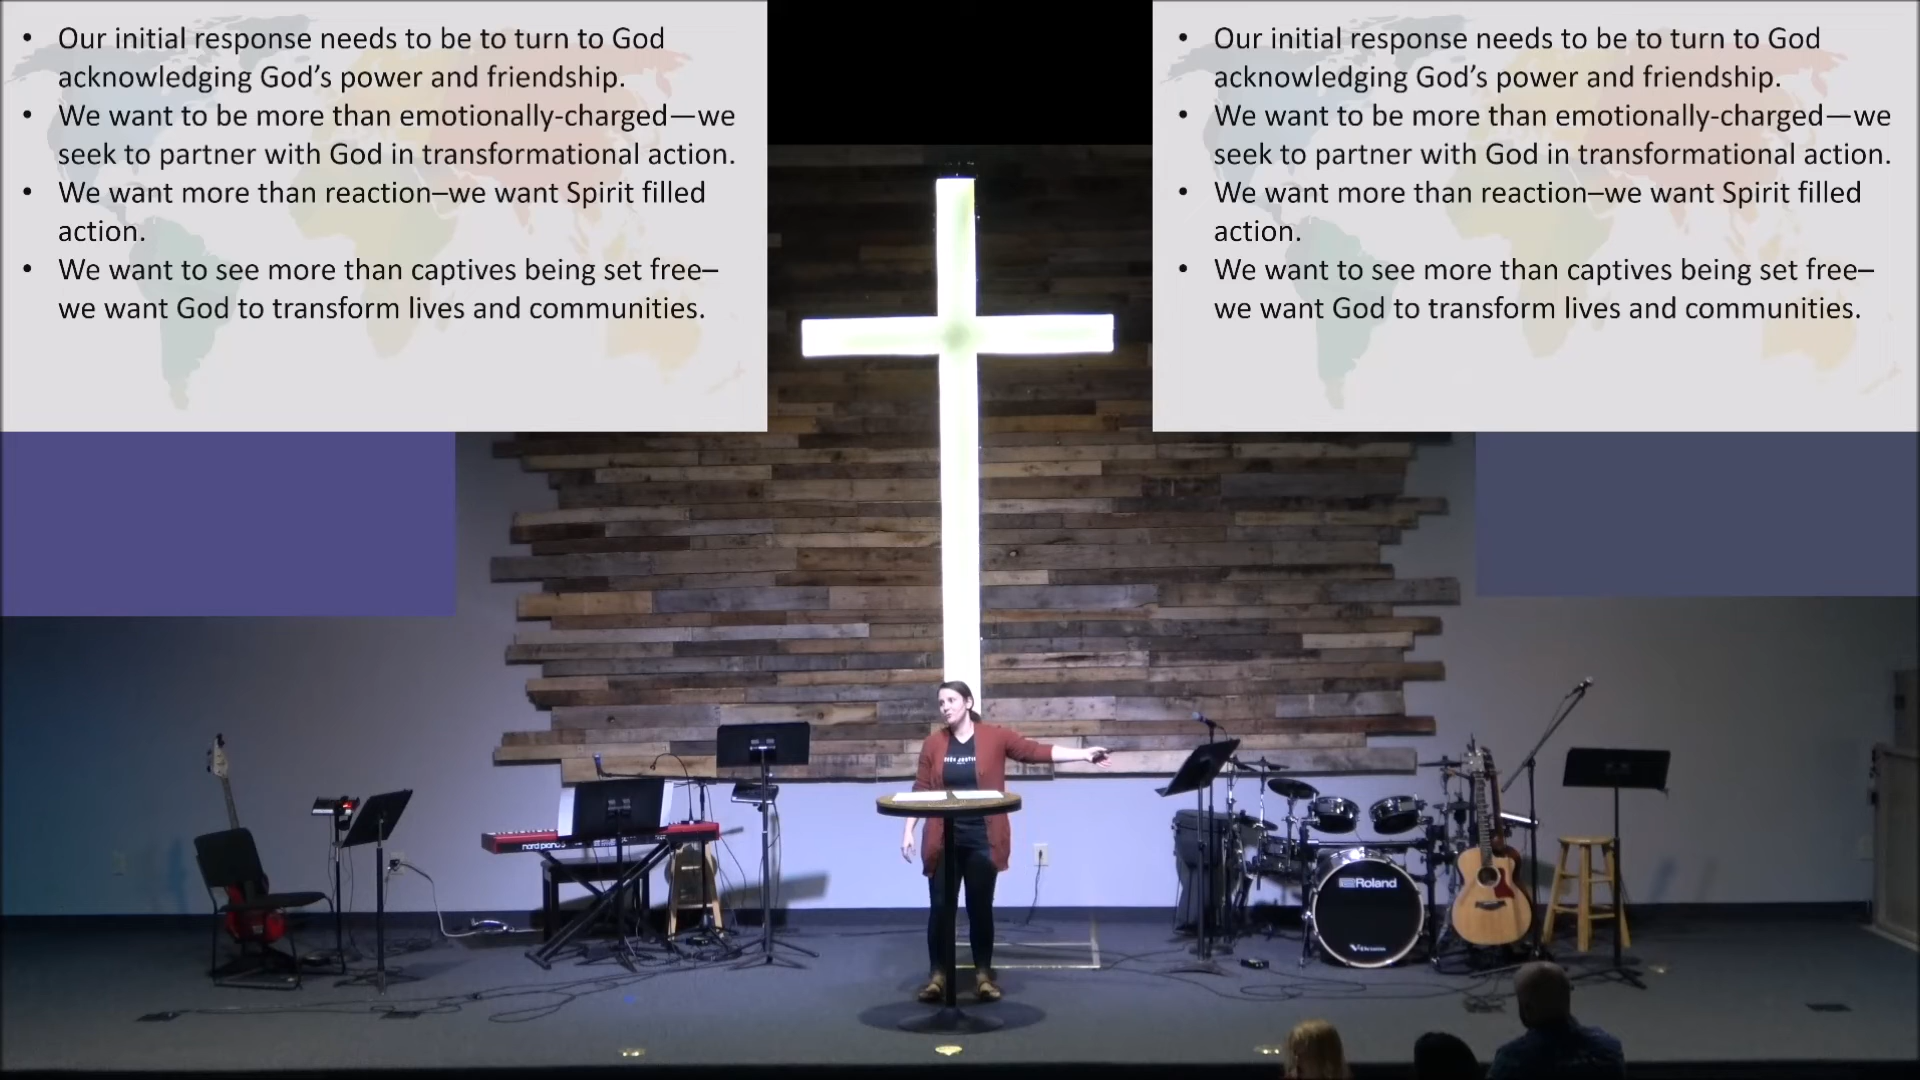 • Our initial response needs to be to turn to God
acknowledging God's power and friendship.
• We want to be more than emotionally-charged—we
seek to partner with God in transformational action.
• We want more than reaction–we want Spirit filled
action.
• We want to see more than captives being set free–
we want God to transform lives and communities.
• Our initial response needs to be to turn to God
acknowledging God's power and friendship.
• We want to be more than emotionally-charged—we
seek to partner with God in transformational action.
• We want more than reaction–we want Spirit filled
action.
• We want to see more than captives being set free–
we want God to transform lives and communities.
nord piano
Roland
V-Drums